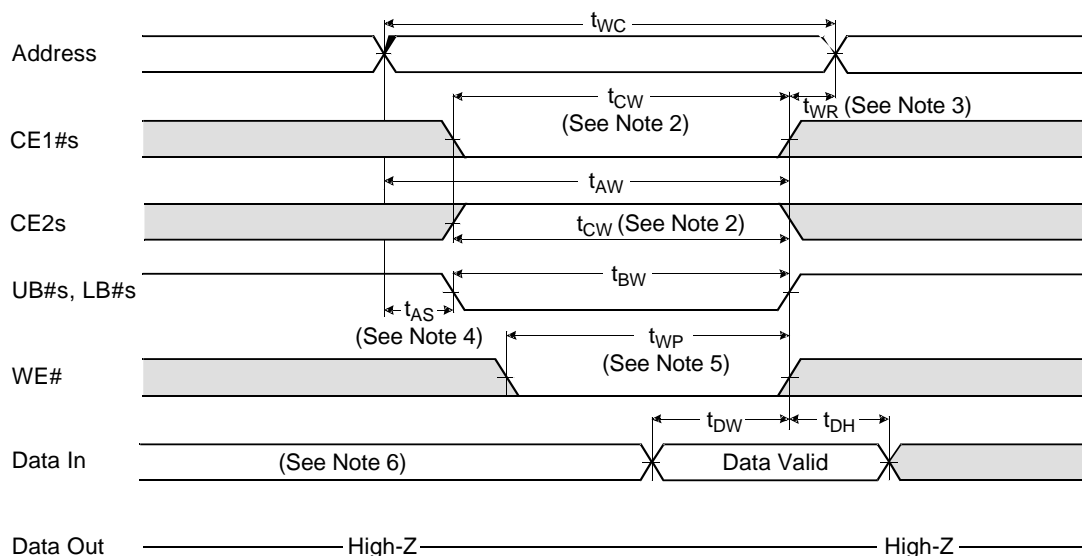 tWC
Address
tCW
(See Note 2)
tWR (See Note 3)
CE1#s
tAW
CE2s
tCW (See Note 2)
tBW
UB#s, LB#s
tAS
(See Note 4)
tWP
(See Note 5)
WE#
tDW
tDH
Data In
(See Note 6)
Data Valid
Data Out
High-Z
High-Z